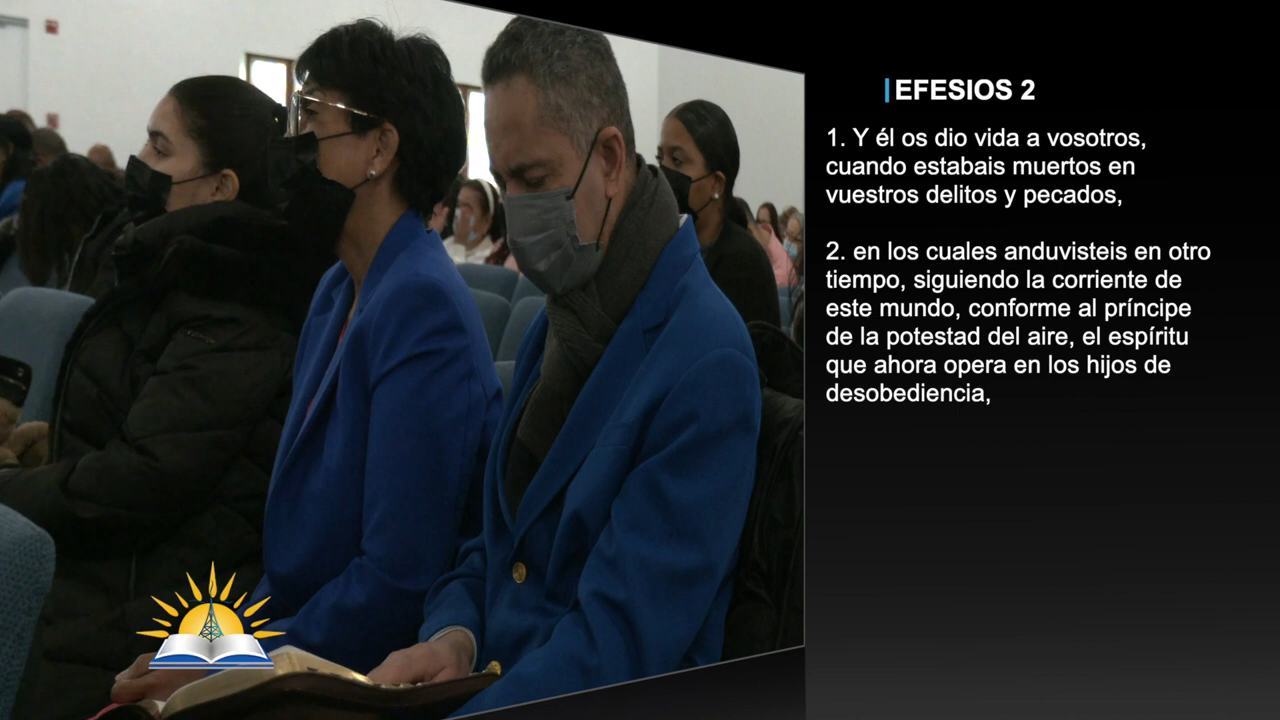 EFESIOS 2
1. Y él os dio vida a vosotros,
cuando estabais muertos en
vuestros delitos y pecados,
2. en los cuales anduvisteis en otro
tiempo, siguiendo la corriente de
este mundo, conforme al príncipe
de la potestad del aire, el espíritu
que ahora opera en los hijos de
desobediencia,